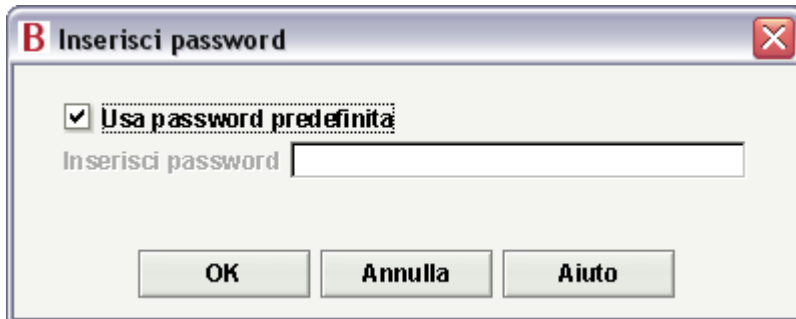 B Inserisci password
Usa password predefinita
Inserisci password
OK Annulla Aiuto